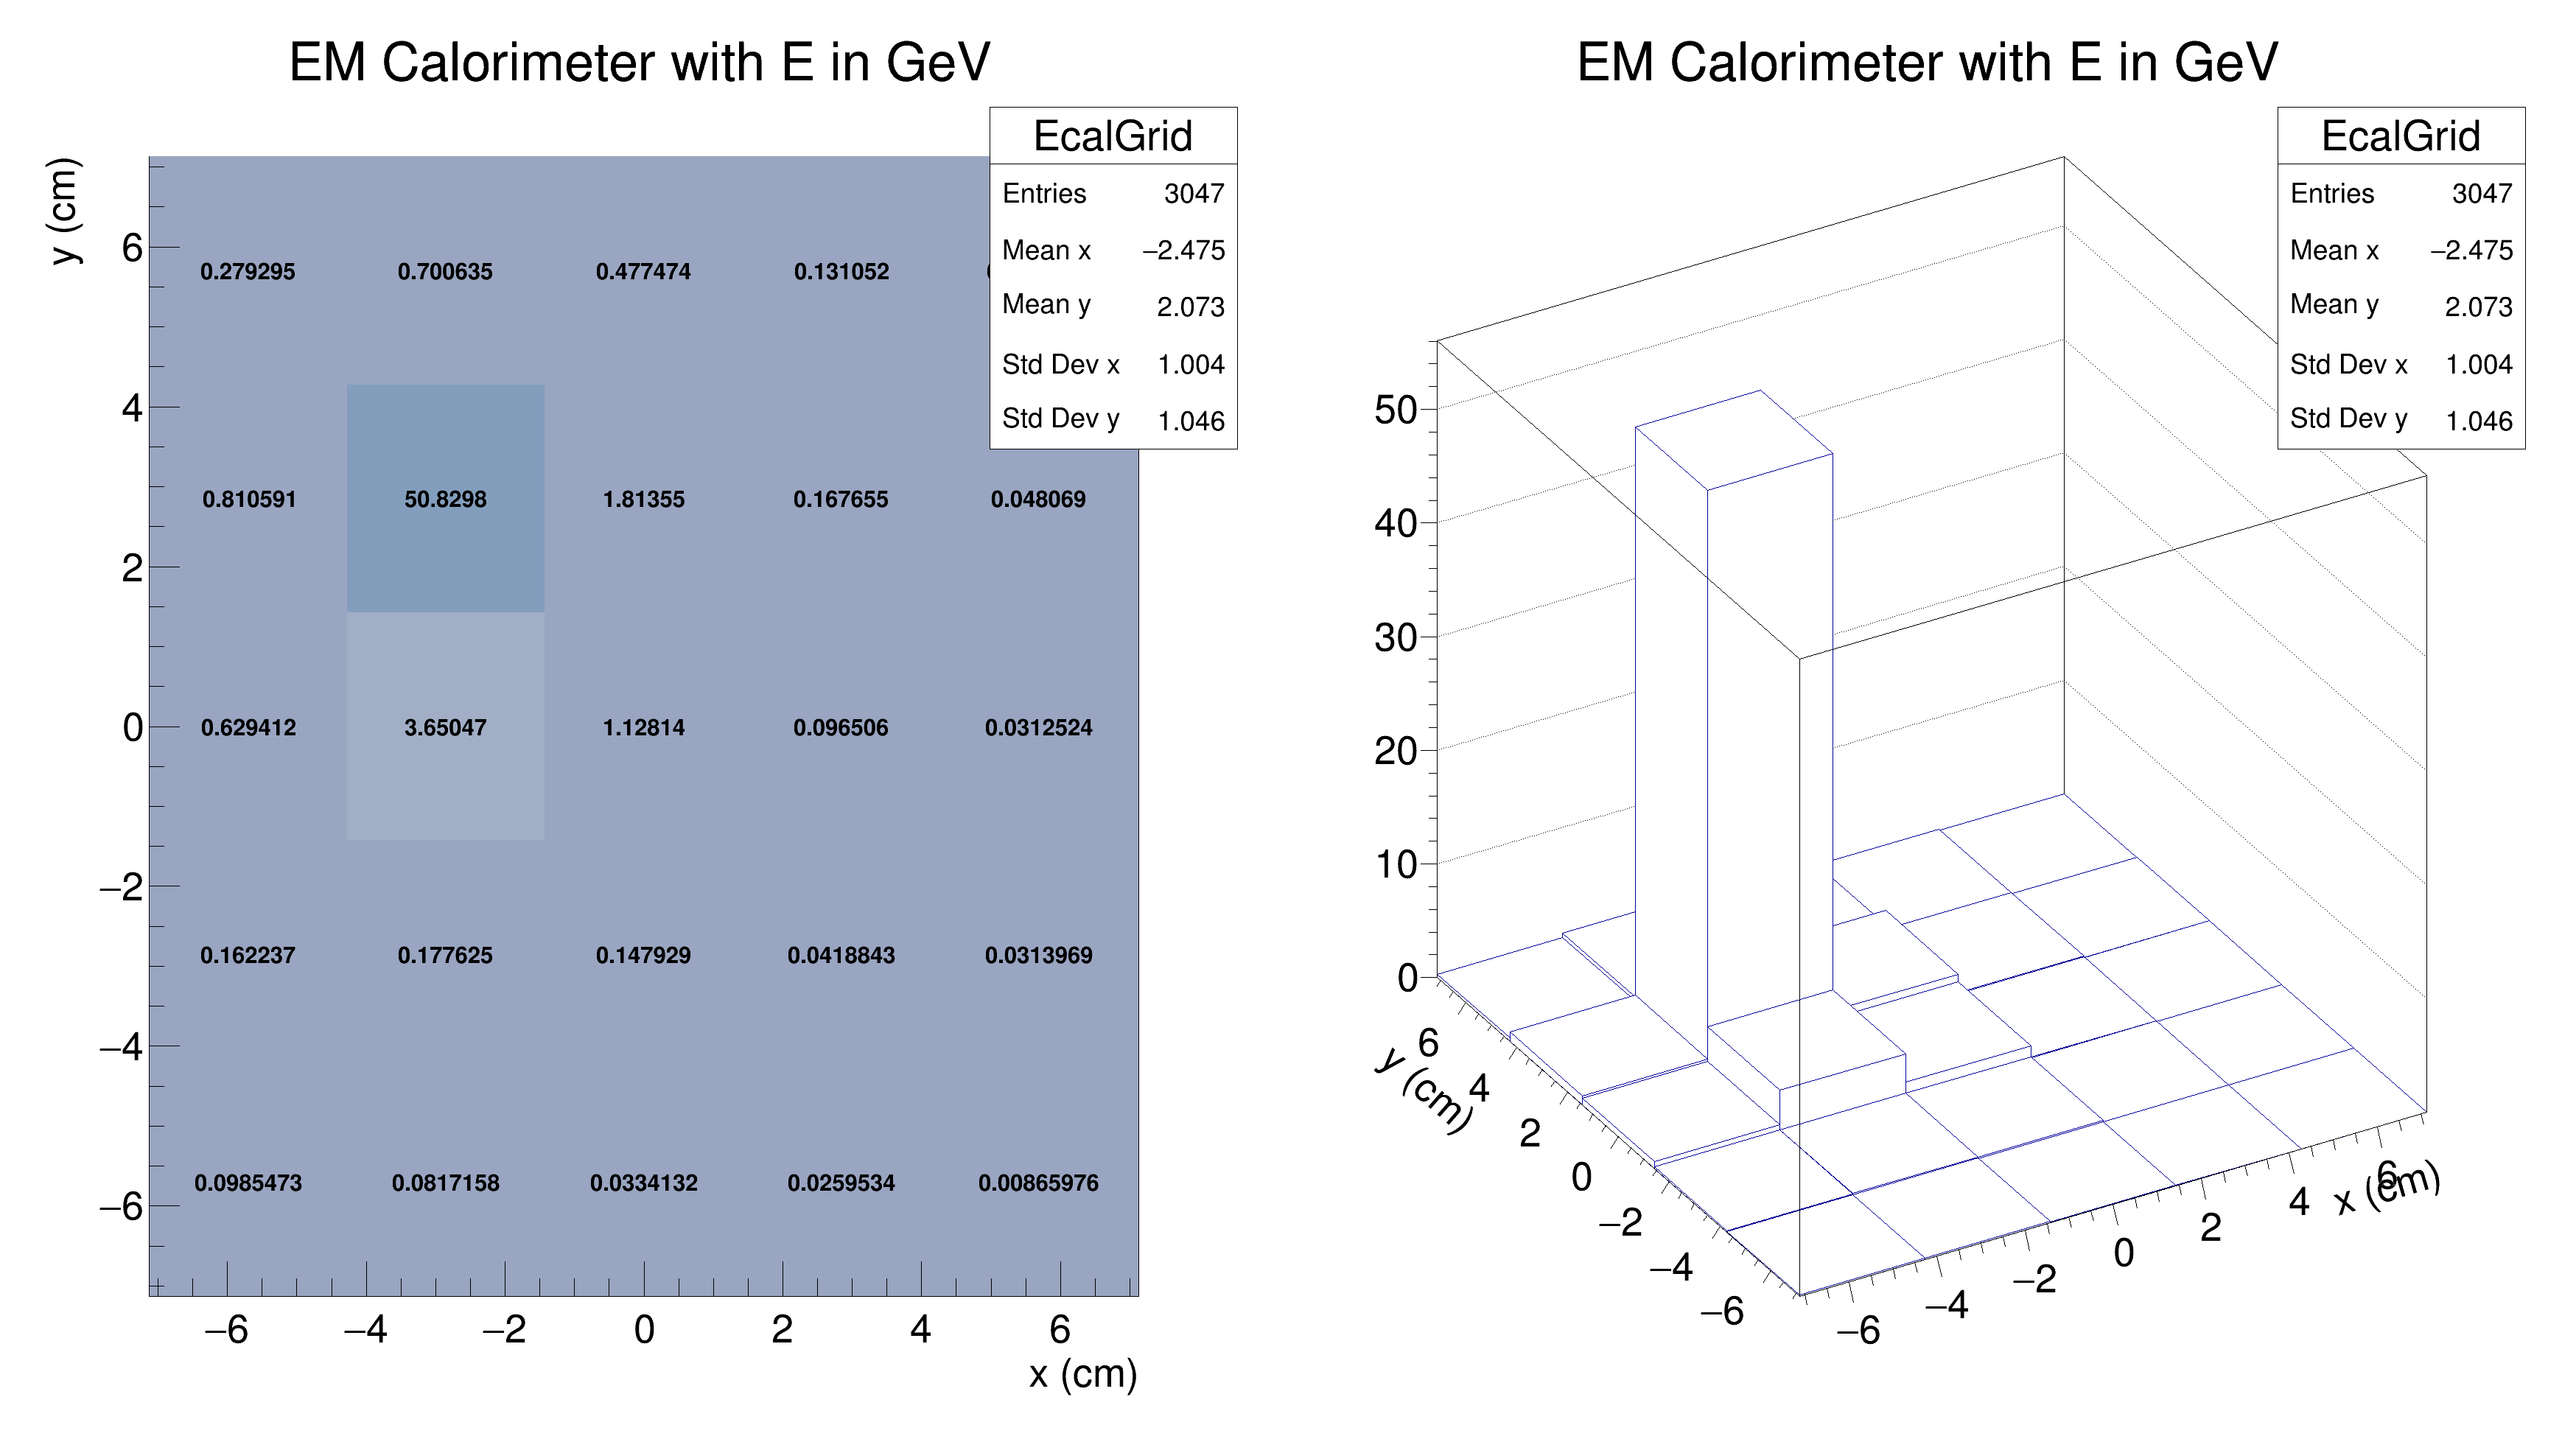 EM Calorimeter with E in GeV
EcalGrid
Entries 3047
Mean x −2.475
Mean y 2.073
Std Dev x 1.004
Std Dev y 1.046
y (cm)
6
4
2
0
−2
−4
−6
0.279295 0.700635 0.477474 0.131052
0.810591 50.8298 1.81355 0.167655 0.048069
0.629412 3.65047 1.12814 0.096506 0.0312524
0.162237 0.177625 0.147929 0.0418843 0.0313969
0.0985473 0.0817158 0.0334132 0.0259534 0.00865976
−6 −4 −2 0 2 4 6
x (cm)
EM Calorimeter with E in GeV
EcalGrid
Entries 3047
Mean x −2.475
Mean y 2.073
Std Dev x 1.004
Std Dev y 1.046
50
40
30
20
10
0
6
4
2
0
−2
−4
−6
y (cm)
−6 −4 −2 0 2 4 6
x (cm)